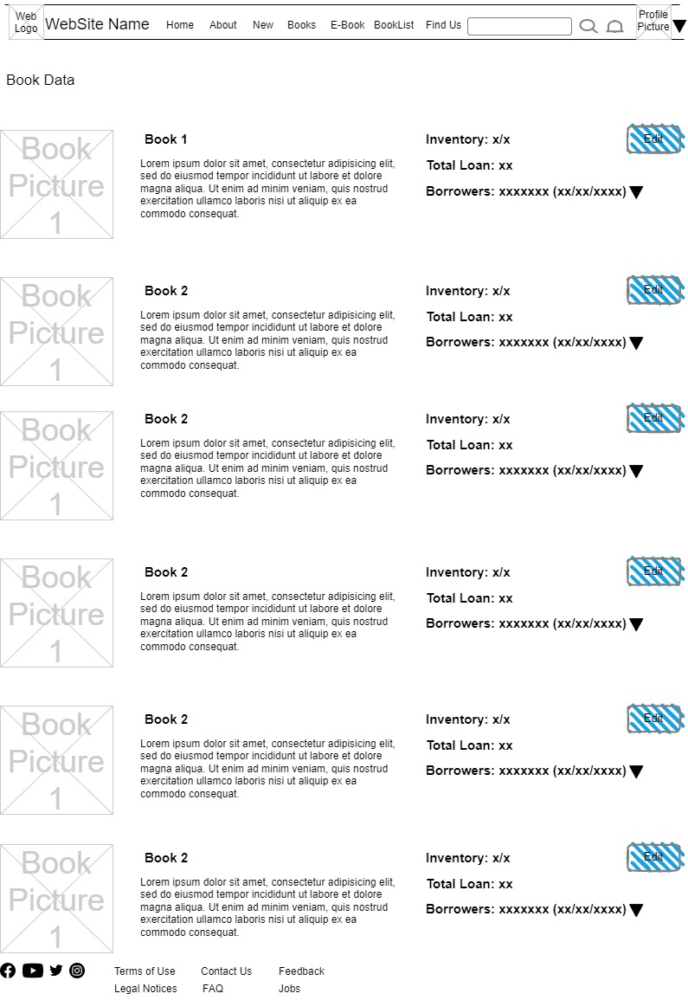 Web
Logo
WebSite Name
Home
About
New
Books
E-Book
BookList
Find Us
Profile
Picture
Book Data
Book
Picture
1
Book 1
Lorem ipsum dolor sit amet, consectetur adipisicing elit,
sed do eiusmod tempor incididunt ut labore et dolore
magna aliqua. Ut enim ad minim veniam, quis nostrud
exercitation ullamco laboris nisi ut aliquip ex ea
commodo consequat.
Inventory: x/x
Total Loan: xx
Borrowers: xxxxxxx (xx/xx/xxxx)
Edit
Book
Picture
1
Book 2
Lorem ipsum dolor sit amet, consectetur adipisicing elit,
sed do eiusmod tempor incididunt ut labore et dolore
magna aliqua. Ut enim ad minim veniam, quis nostrud
exercitation ullamco laboris nisi ut aliquip ex ea
commodo consequat.
Inventory: x/x
Total Loan: xx
Borrowers: xxxxxxx (xx/xx/xxxx)
Edit
Book
Picture
1
Book 2
Lorem ipsum dolor sit amet, consectetur adipisicing elit,
sed do eiusmod tempor incididunt ut labore et dolore
magna aliqua. Ut enim ad minim veniam, quis nostrud
exercitation ullamco laboris nisi ut aliquip ex ea
commodo consequat.
Inventory: x/x
Total Loan: xx
Borrowers: xxxxxxx (xx/xx/xxxx)
Edit
Book
Picture
1
Book 2
Lorem ipsum dolor sit amet, consectetur adipisicing elit,
sed do eiusmod tempor incididunt ut labore et dolore
magna aliqua. Ut enim ad minim veniam, quis nostrud
exercitation ullamco laboris nisi ut aliquip ex ea
commodo consequat.
Inventory: x/x
Total Loan: xx
Borrowers: xxxxxxx (xx/xx/xxxx)
Edit
Book
Picture
1
Book 2
Lorem ipsum dolor sit amet, consectetur adipisicing elit,
sed do eiusmod tempor incididunt ut labore et dolore
magna aliqua. Ut enim ad minim veniam, quis nostrud
exercitation ullamco laboris nisi ut aliquip ex ea
commodo consequat.
Inventory: x/x
Total Loan: xx
Borrowers: xxxxxxx (xx/xx/xxxx)
Edit
Book
Picture
1
Book 2
Lorem ipsum dolor sit amet, consectetur adipisicing elit,
sed do eiusmod tempor incididunt ut labore et dolore
magna aliqua. Ut enim ad minim veniam, quis nostrud
exercitation ullamco laboris nisi ut aliquip ex ea
commodo consequat.
Inventory: x/x
Total Loan: xx
Borrowers: xxxxxxx (xx/xx/xxxx)
Edit
Terms of Use
Contact Us
Feedback
Legal Notices
FAQ
Jobs